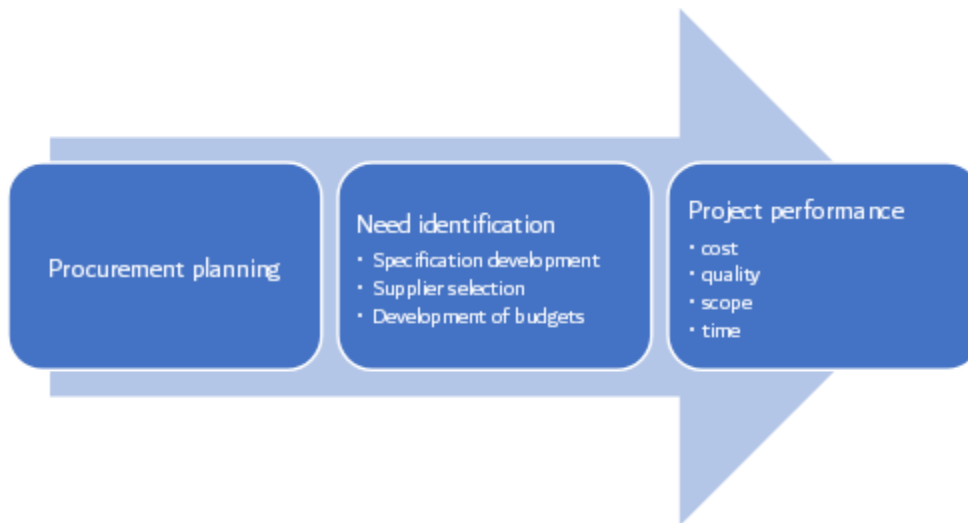 Procurement planning
Need identification
• Specification development
• Supplier selection
• Development of budgets
Project performance
• cost
• quality
• scope
• time